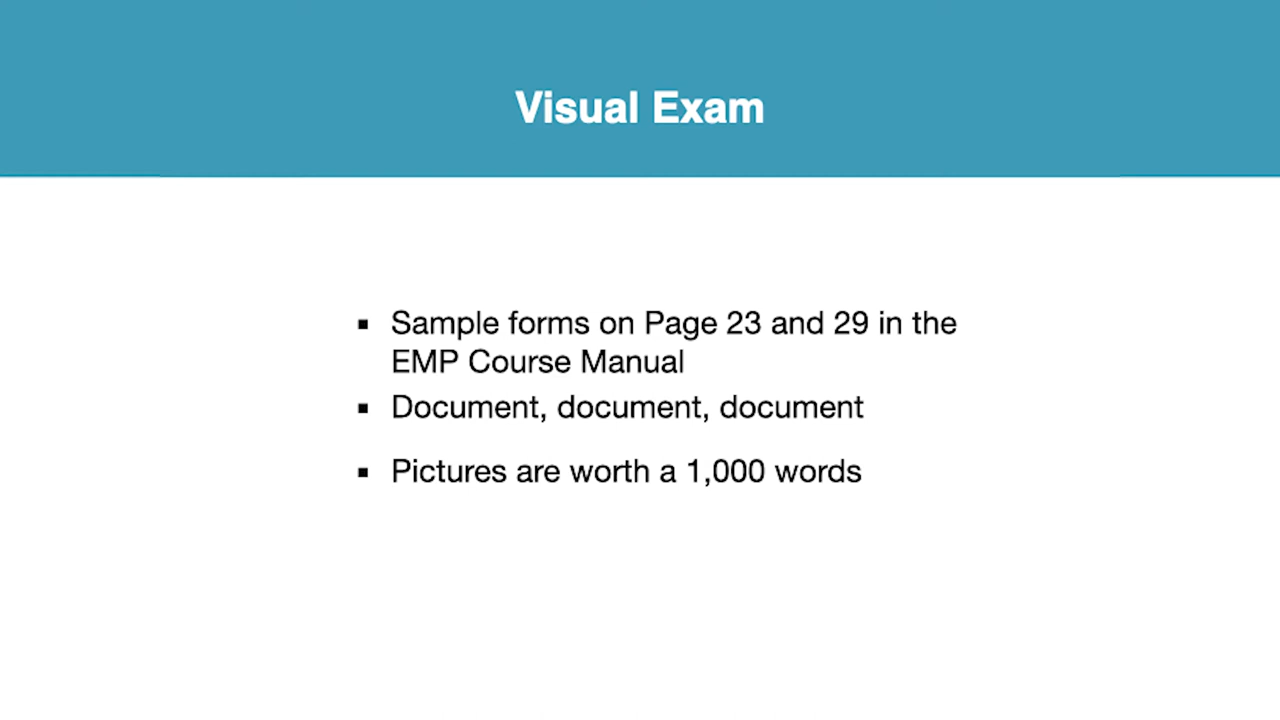 Visual Exam
▪ Sample forms on Page 23 and 29 in the
EMP Course Manual
▪ Document, document, document
▪ Pictures are worth a 1,000 words